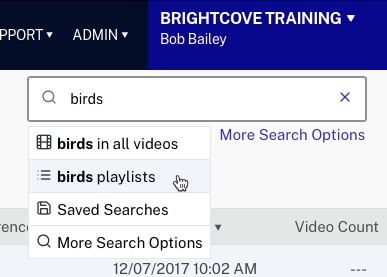 PPORT ADMIN BRIGHTCOVE TRAINING
Bob Bailey
birds
More Search Options
birds in all videos
birds playlists
Saved Searches
More Search Options
Video Count
12/07/2017 10:02 AM ---